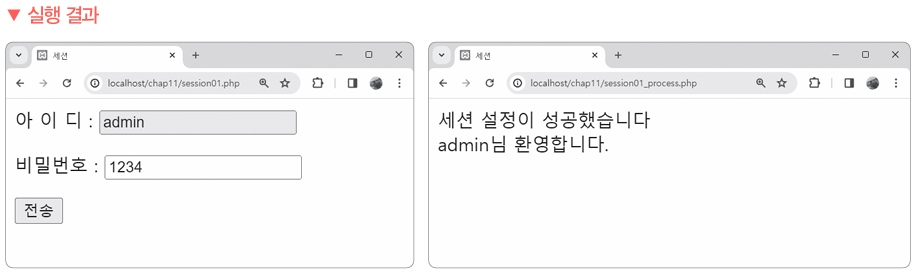 ▼ 실행 결과
세션
localhost/chap11/session01.php
아 이 디 : admin
비밀번호 : 1234
전송
세션
localhost/chap11/session01_process.php
세션 설정이 성공했습니다
admin님 환영합니다.